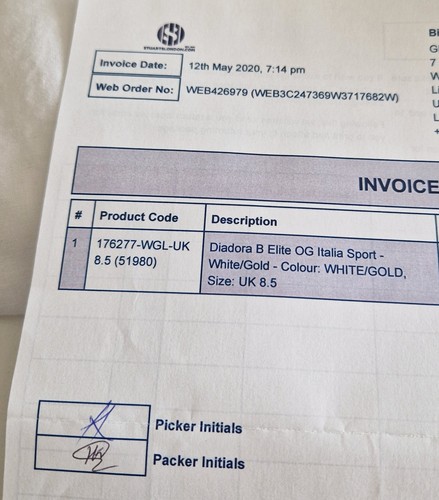 STUARTSLONDON.COM
Bi
G
7
W
L
U
L
+
Invoice Date: 12th May 2020, 7:14 pm
Web Order No: WEB426979 (WEB3C247369W3717682W)
INVOICE
# Product Code Description
1 176277-WGL-UK Diadora B Elite OG Italia Sport -
8.5 (51980) White/Gold - Colour: WHITE/GOLD,
Size: UK 8.5
Picker Initials
Packer Initials